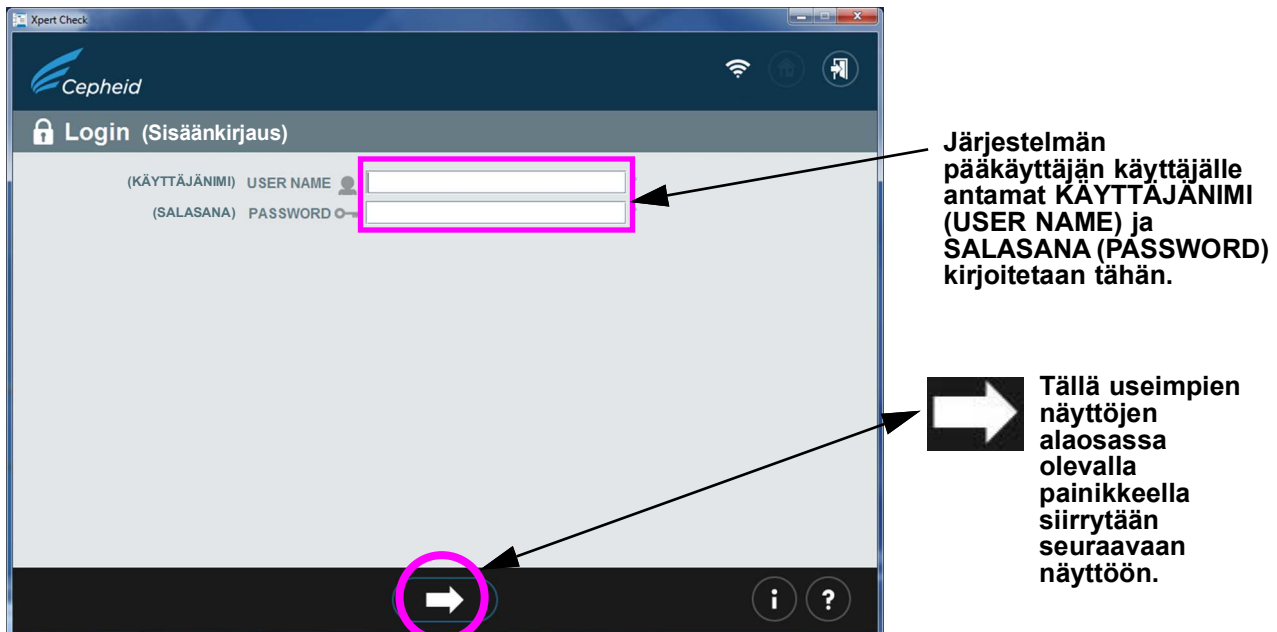 Xpert Check
Cepheid
Login (Sisäänkirjaus)
(KÄYTTÄJÄNIMI) USER NAME
(SALASANA) PASSWORD
Järjestelmän
pääkäyttäjän käyttäjälle
antamat KÄYTTÄJÄNIMI
(USER NAME) ja
SALASANA (PASSWORD)
kirjoitetaan tähän.
Tällä useimpien
näyttöjen
alaosassa
olevalla
painikkeella
siirrytään
seuraavaan
näyttöön.
i ?